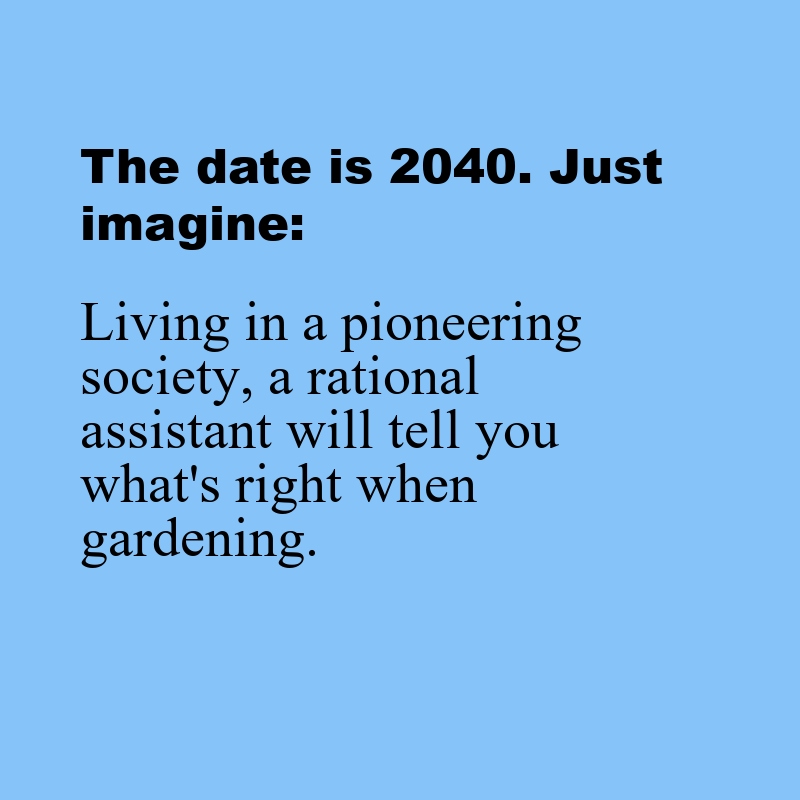 The date is 2040. Just
imagine:
Living in a pioneering
society, a rational
assistant will tell you
what's right when
gardening.